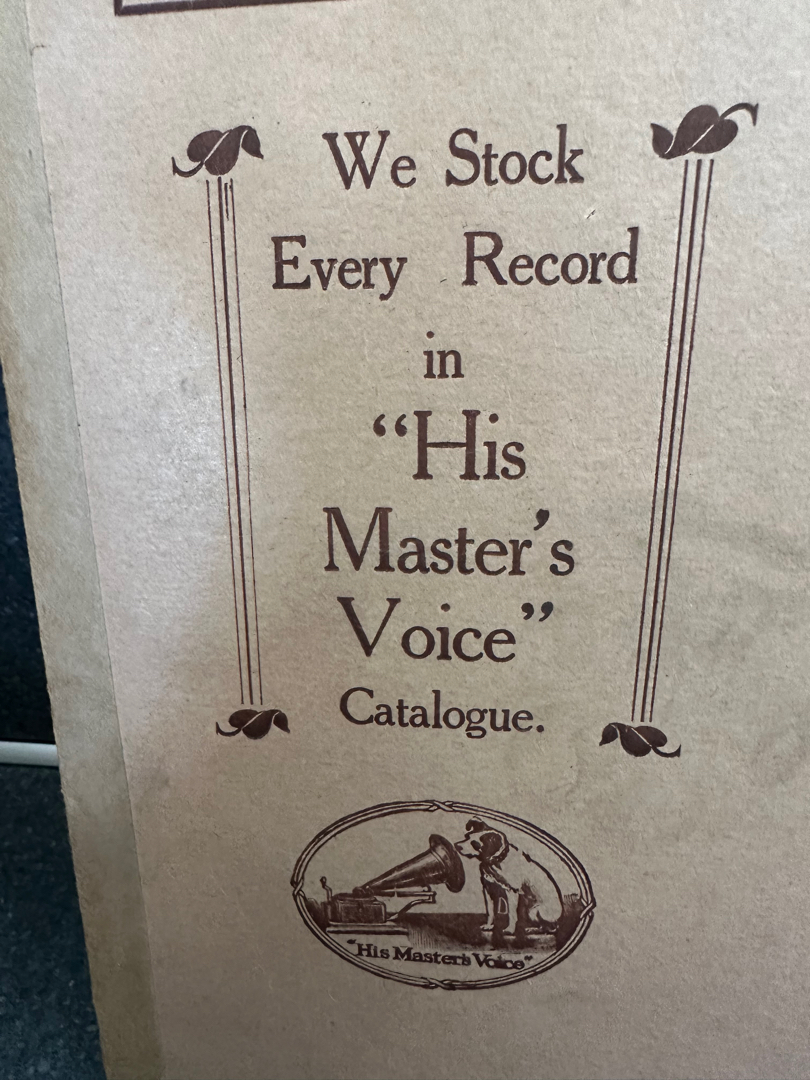 We Stock
Every Record
in
“His
Master’s
Voice”
Catalogue.
“His Master’s Voice”